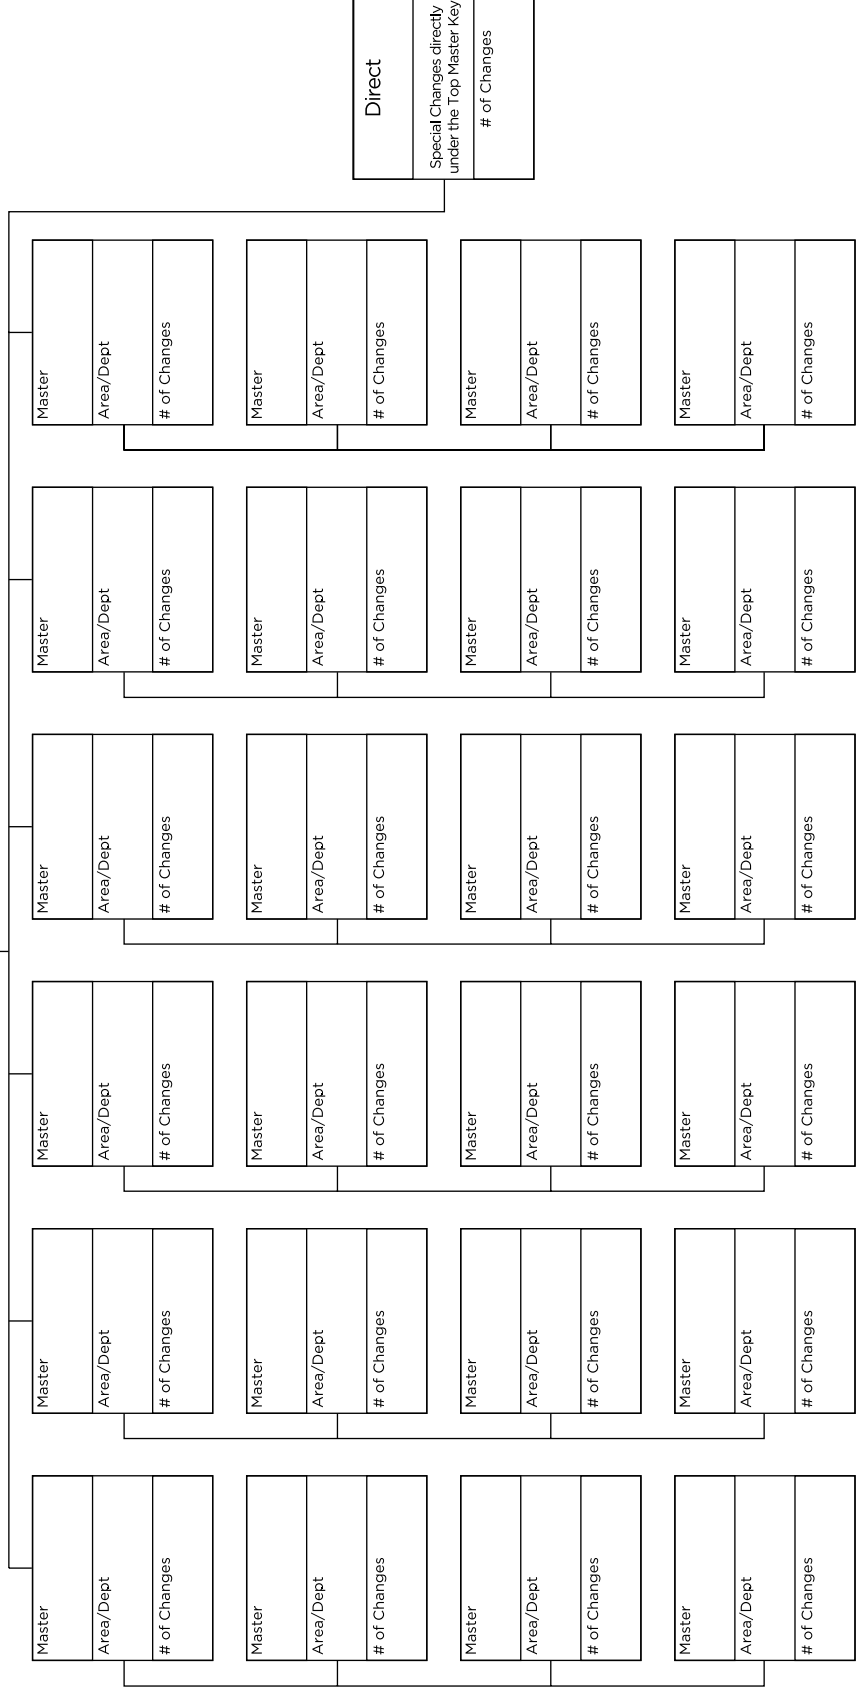 Master
Area/Dept
# of Changes
Master
Area/Dept
# of Changes
Master
Area/Dept
# of Changes
Master
Area/Dept
# of Changes
Master
Area/Dept
# of Changes
Master
Area/Dept
# of Changes
Master
Area/Dept
# of Changes
Master
Area/Dept
# of Changes
Master
Area/Dept
# of Changes
Master
Area/Dept
# of Changes
Master
Area/Dept
# of Changes
Master
Area/Dept
# of Changes
Master
Area/Dept
# of Changes
Master
Area/Dept
# of Changes
Master
Area/Dept
# of Changes
Master
Area/Dept
# of Changes
Master
Area/Dept
# of Changes
Master
Area/Dept
# of Changes
Master
Area/Dept
# of Changes
Master
Area/Dept
# of Changes
Master
Area/Dept
# of Changes
Master
Area/Dept
# of Changes
Master
Area/Dept
# of Changes
Master
Area/Dept
# of Changes
Direct
Special Changes directly
under the Top Master Key
# of Changes